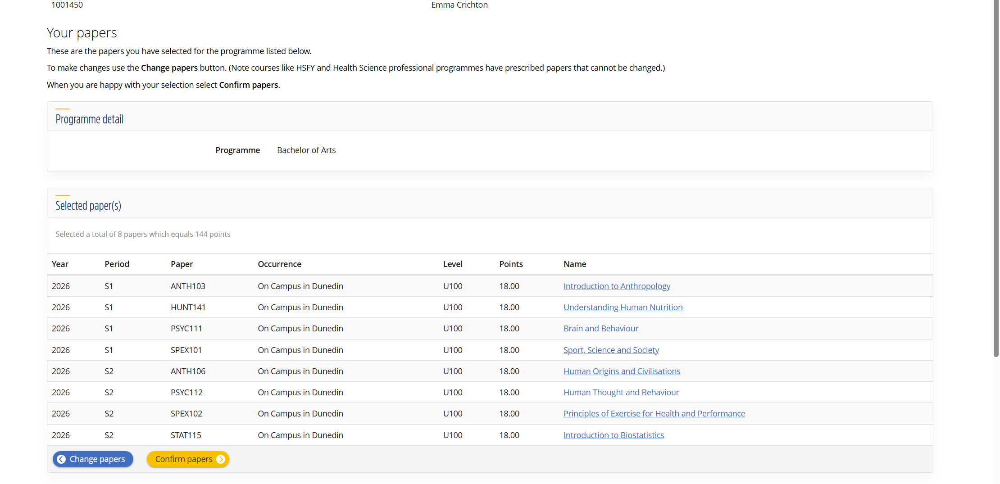 1001450 Emma Crichton
Your papers
These are the papers you have selected for the programme listed below.
To make changes use the Change papers button. (Note courses like HSFY and Health Science professional programmes have prescribed papers that cannot be changed.)
When you are happy with your selection select Confirm papers.
Programme detail
Programme Bachelor of Arts
Selected paper(s)
Selected a total of 8 papers which equals 144 points
Year Period Paper Occurrence Level Points Name
2026 S1 ANTH103 On Campus in Dunedin U100 18.00 Introduction to Anthropology
2026 S1 HUNT141 On Campus in Dunedin U100 18.00 Understanding Human Nutrition
2026 S1 PSYC111 On Campus in Dunedin U100 18.00 Brain and Behaviour
2026 S1 SPEX101 On Campus in Dunedin U100 18.00 Sport, Science and Society
2026 S2 ANTH106 On Campus in Dunedin U100 18.00 Human Origins and Civilisations
2026 S2 PSYC112 On Campus in Dunedin U100 18.00 Human Thought and Behaviour
2026 S2 SPEX102 On Campus in Dunedin U100 18.00 Principles of Exercise for Health and Performance
2026 S2 STAT115 On Campus in Dunedin U100 18.00 Introduction to Biostatistics
Change papers Confirm papers